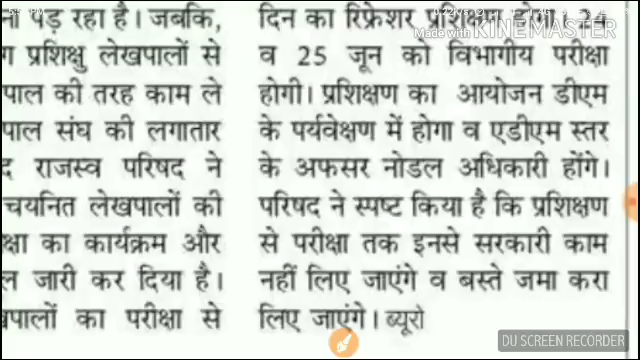 पड़ रहा है। जबकि,
ग प्रशिक्षु लेखपालों से
पाल की तरह काम ले
पाल संघ की लगातार
द राजस्व परिषद ने
चयनित लेखपालों की
क्षा का कार्यक्रम और
ल जारी कर दिया है।
खपालों का परीक्षा से
दिन का रिफ्रेशर प्रशिक्षण होगा। 24
व 25 जून को विभागीय परीक्षा
होगी। प्रशिक्षण का आयोजन डीएम
के पर्यवेक्षण में होगा व एडीएम स्तर
के अफसर नोडल अधिकारी होंगे।
परिषद ने स्पष्ट किया है कि प्रशिक्षण
से परीक्षा तक इनसे सरकारी काम
नहीं लिए जाएंगे व बस्ते जमा करा
लिए जाएंगे। ब्यूरो
Made with KINEMASTER
DU SCREEN RECORDER